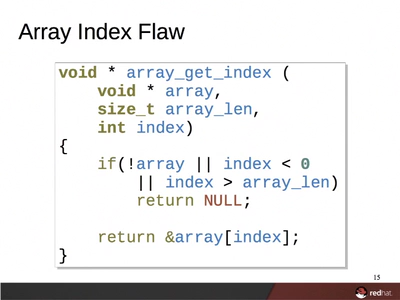 Array Index Flaw
void * array_get_index (
    void * array,
    size_t array_len,
    int index)
{
    if(!array || index < 0
        || index > array_len)
        return NULL;

    return &array[index];
}
15
redhat